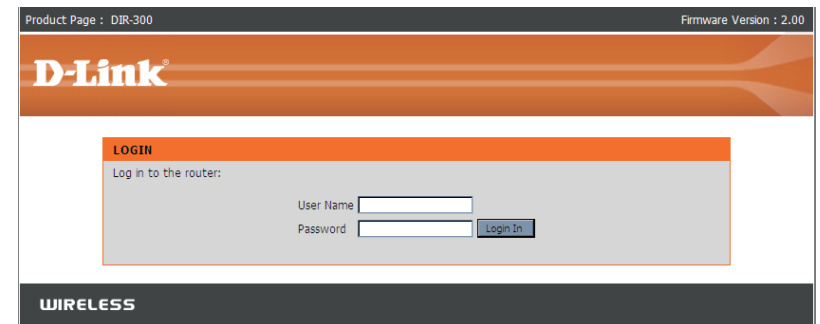 Product Page : DIR-300 Firmware Version : 2.00
D-Link®
LOGIN
Log in to the router:
User Name
Password Login In
WIRELESS